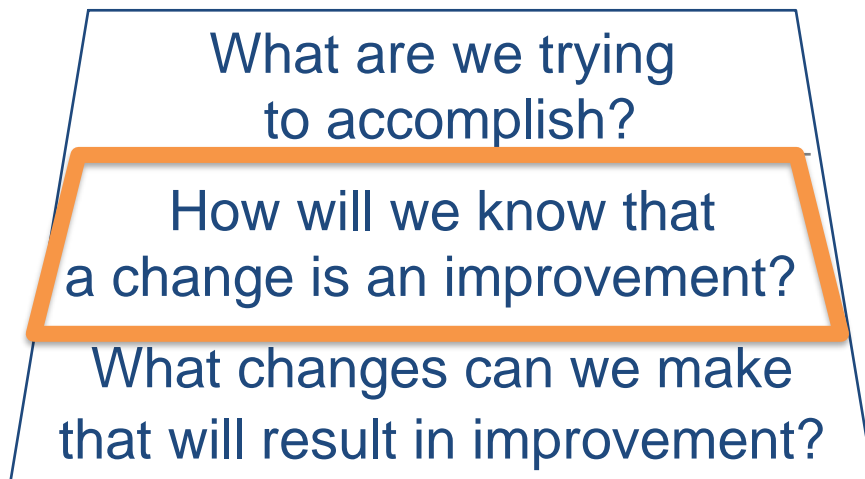 What are we trying
to accomplish?
How will we know that
a change is an improvement?
What changes can we make
that will result in improvement?